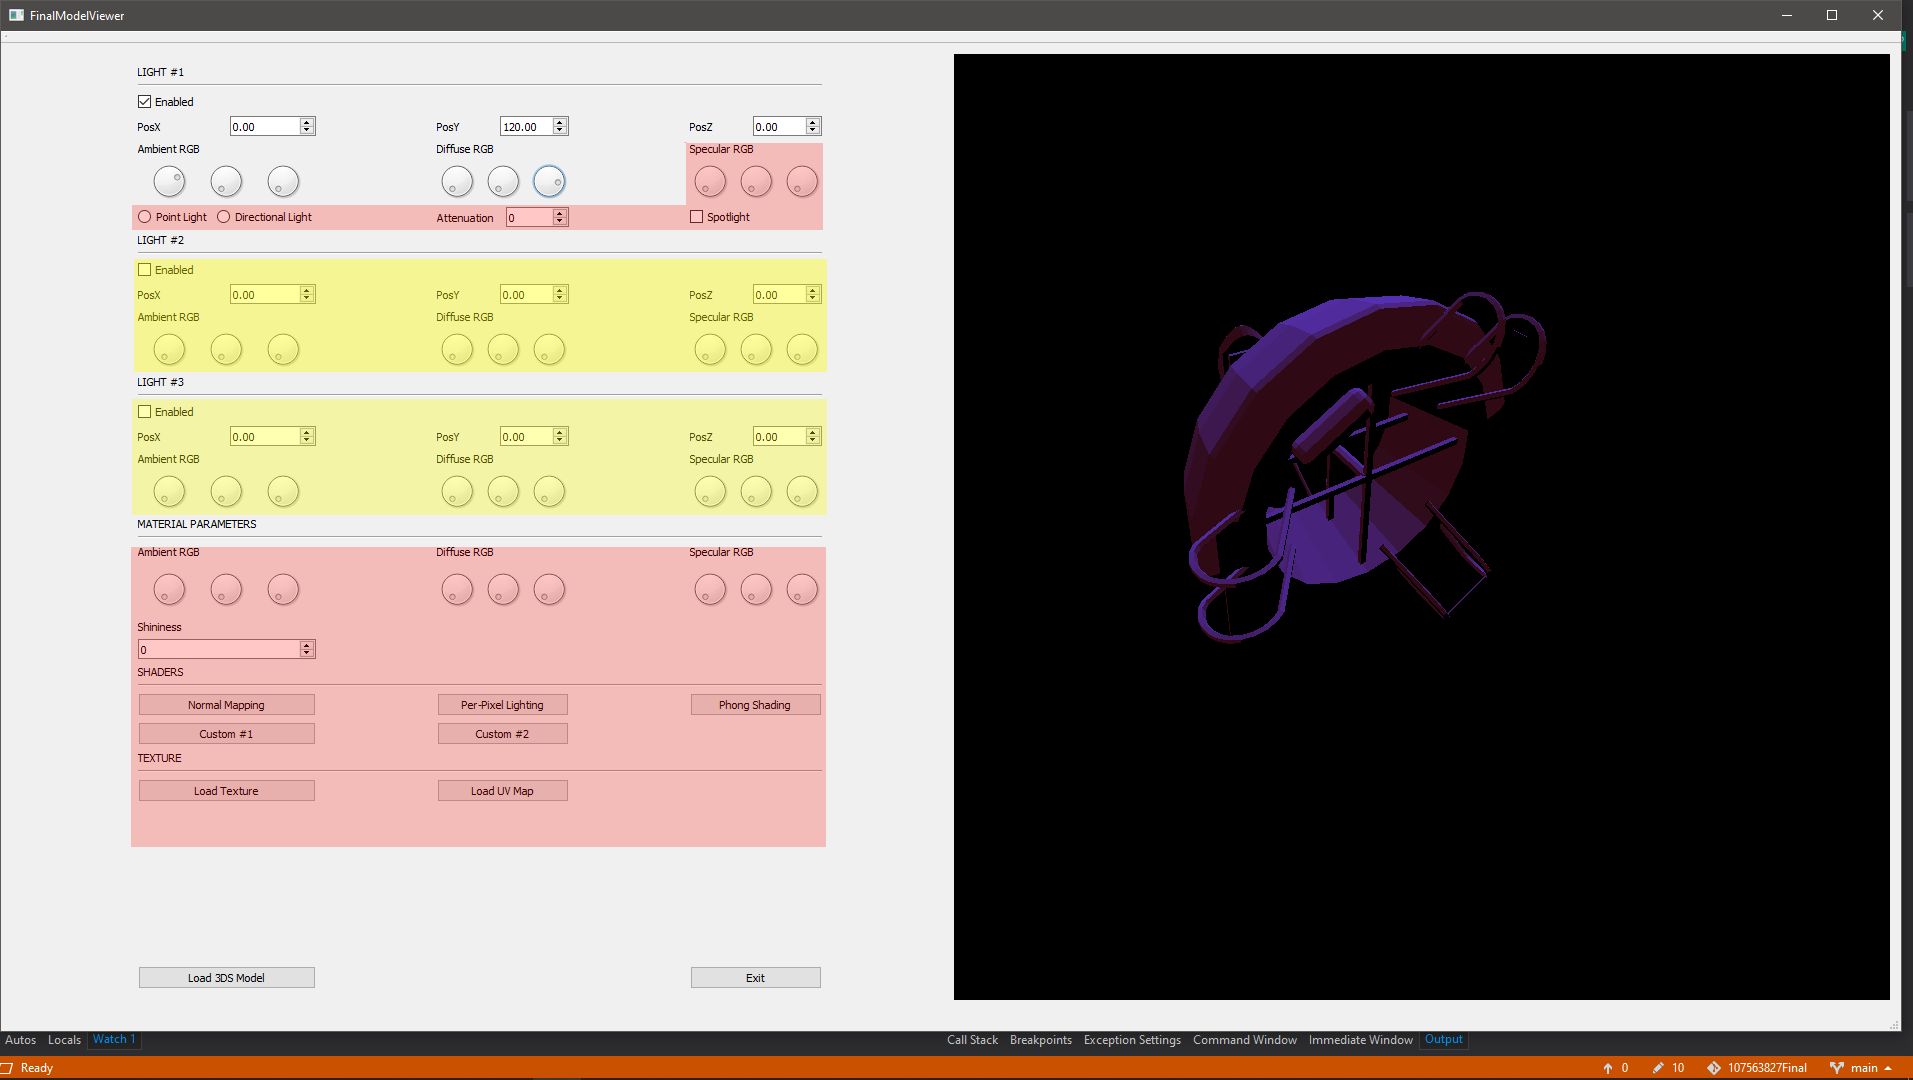 FinalModelViewer
LIGHT #1
Enabled
PosX 0.00 PosY 120.00 PosZ 0.00
Ambient RGB Diffuse RGB Specular RGB
Point Light Directional Light Attenuation 0 Spotlight
LIGHT #2
Enabled
PosX 0.00 PosY 0.00 PosZ 0.00
Ambient RGB Diffuse RGB Specular RGB
LIGHT #3
Enabled
PosX 0.00 PosY 0.00 PosZ 0.00
Ambient RGB Diffuse RGB Specular RGB
MATERIAL PARAMETERS
Ambient RGB Diffuse RGB Specular RGB
Shininess
0
SHADERS
Normal Mapping Per-Pixel Lighting Phong Shading
Custom #1 Custom #2
TEXTURE
Load Texture Load UV Map
Load 3DS Model Exit
Autos Locals Watch 1 Call Stack Breakpoints Exception Settings Command Window Immediate Window Output
Ready 0 10 107563827Final main